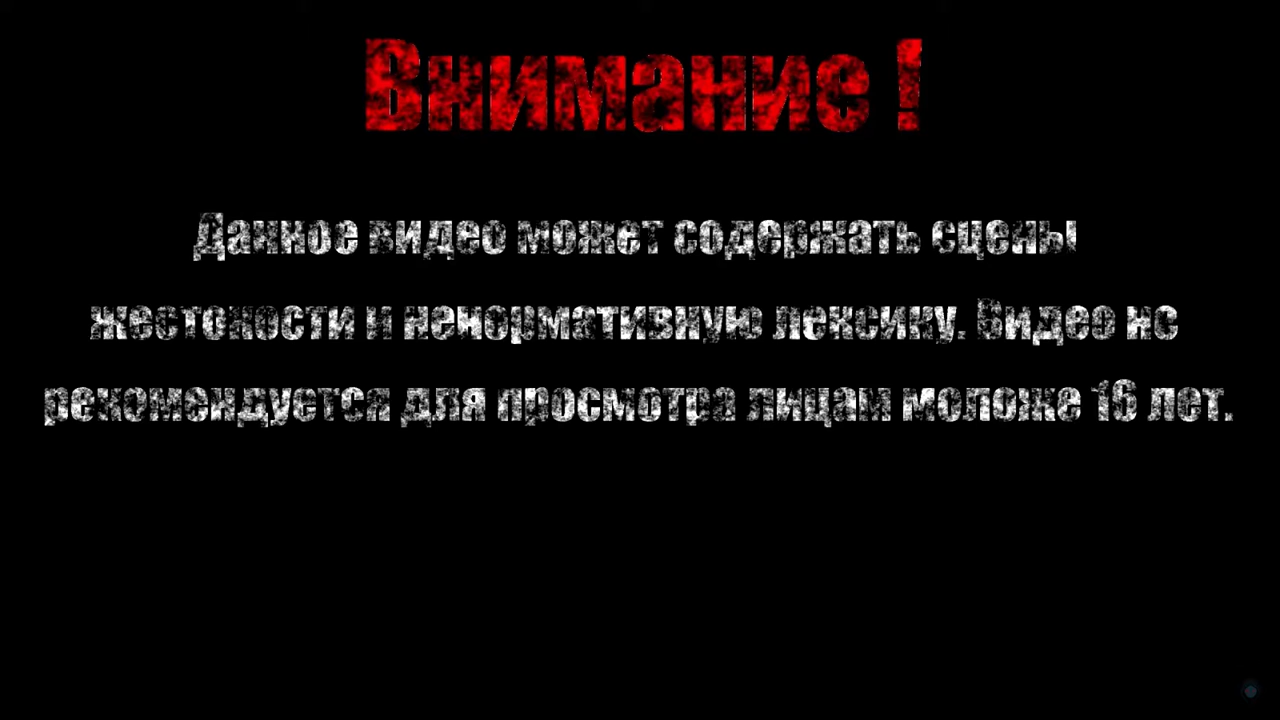 Внимание !
Данное видео может содержать сцены
жестокости и ненормативную лексику. Видео не
рекомендуется для просмотра лицам моложе 16 лет.